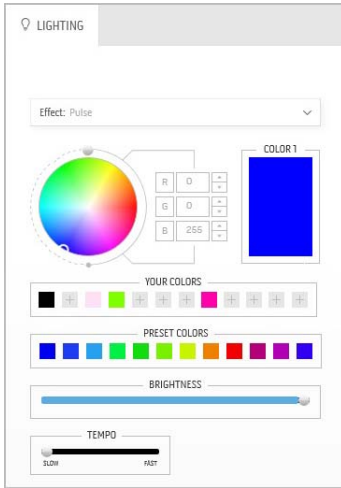 LIGHTING
Effect: Pulse
COLOR 1
R 0
G 0
B 255
YOUR COLORS
PRESET COLORS
BRIGHTNESS
TEMPO
SLOW FAST